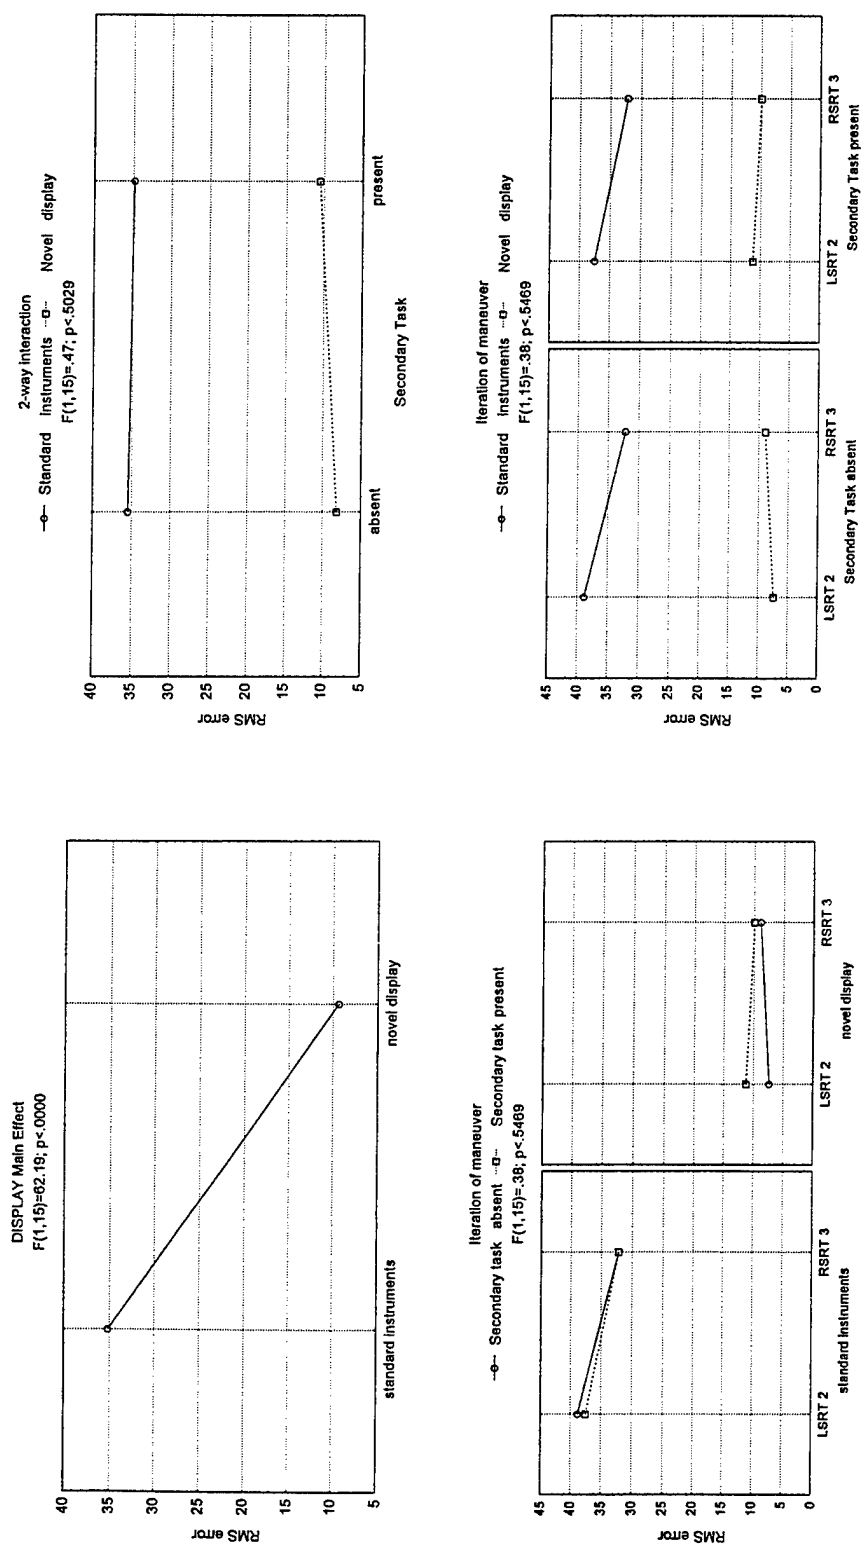 DISPLAY Main Effect
F(1,15)=62.19; p<.0000
RMS error
40
35
30
25
20
15
10
5
standard instruments
novel display
2-way interaction
Standard Instruments Novel display
F(1,15)=.47; p<.5029
RMS error
40
35
30
25
20
15
10
5
absent
present
Secondary Task
Iteration of maneuver
Secondary task absent Secondary task present
F(1,15)=.38; p<.5469
RMS error
45
40
35
30
25
20
15
10
5
0
LSRT 2
RSRT 3
standard instruments
LSRT 2
RSRT 3
novel display
Iteration of maneuver
Standard Instruments Novel display
F(1,15)=.38; p<.5469
RMS error
45
40
35
30
25
20
15
10
5
0
LSRT 2
RSRT 3
Secondary Task absent
LSRT 2
RSRT 3
Secondary Task present